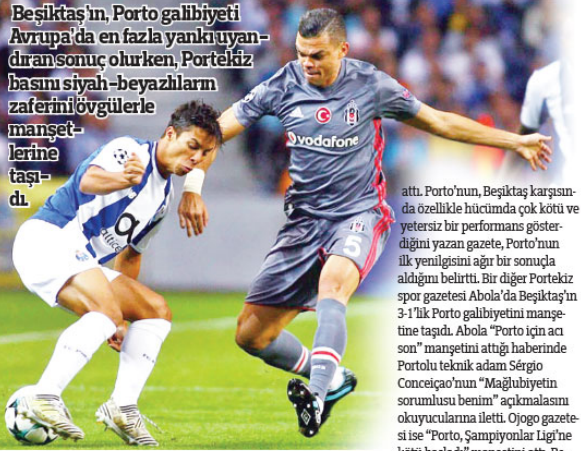 Beşiktaş'ın, Porto galibiyeti
Avrupa'da en fazla yankı uyan-
dıran sonuç olurken, Portekiz
basını siyah-beyazlıların
zaferini övgülerle
manşet-
lerine
taşı-
dı.
vodafone
5
attı. Porto'nun, Beşiktaş karşısın-
da özellikle hücumda çok kötü ve
yetersiz bir performans göster-
diğini yazan gazete, Porto'nun
ilk yenilgisini ağır bir sonuçla
aldığını belirtti. Bir diğer Portekiz
spor gazetesi Abola'da Beşiktaş'ın
3-1'lik Porto galibiyetini manşe-
tine taşıdı. Abola “Porto için acı
son” manşetini attığı haberinde
Portolu teknik adam Sérgio
Conceiçao'nun “Mağlubiyetin
sorumlusu benim” açıkmalasını
okuyucularına iletti. Ojogo gazete-
si ise “Porto, Şampiyonlar Ligi'ne